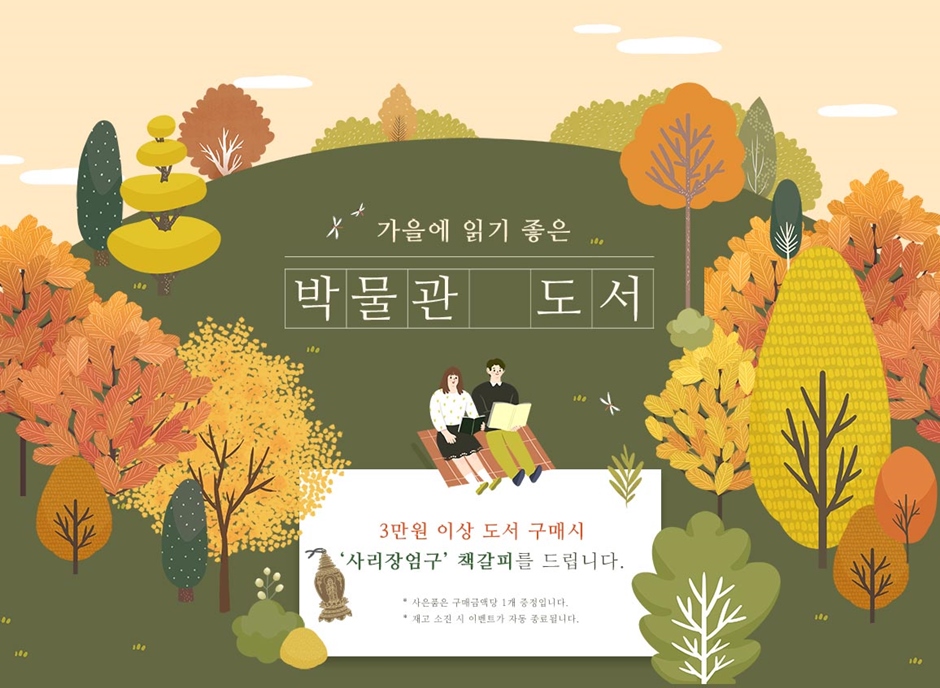 가을에 읽기 좋은
박물관 도서
3만원 이상 도서 구매시
‘사리장엄구’ 책갈피를 드립니다.
* 사은품은 구매금액당 1개 증정입니다.
* 재고 소진 시 이벤트가 자동 종료됩니다.